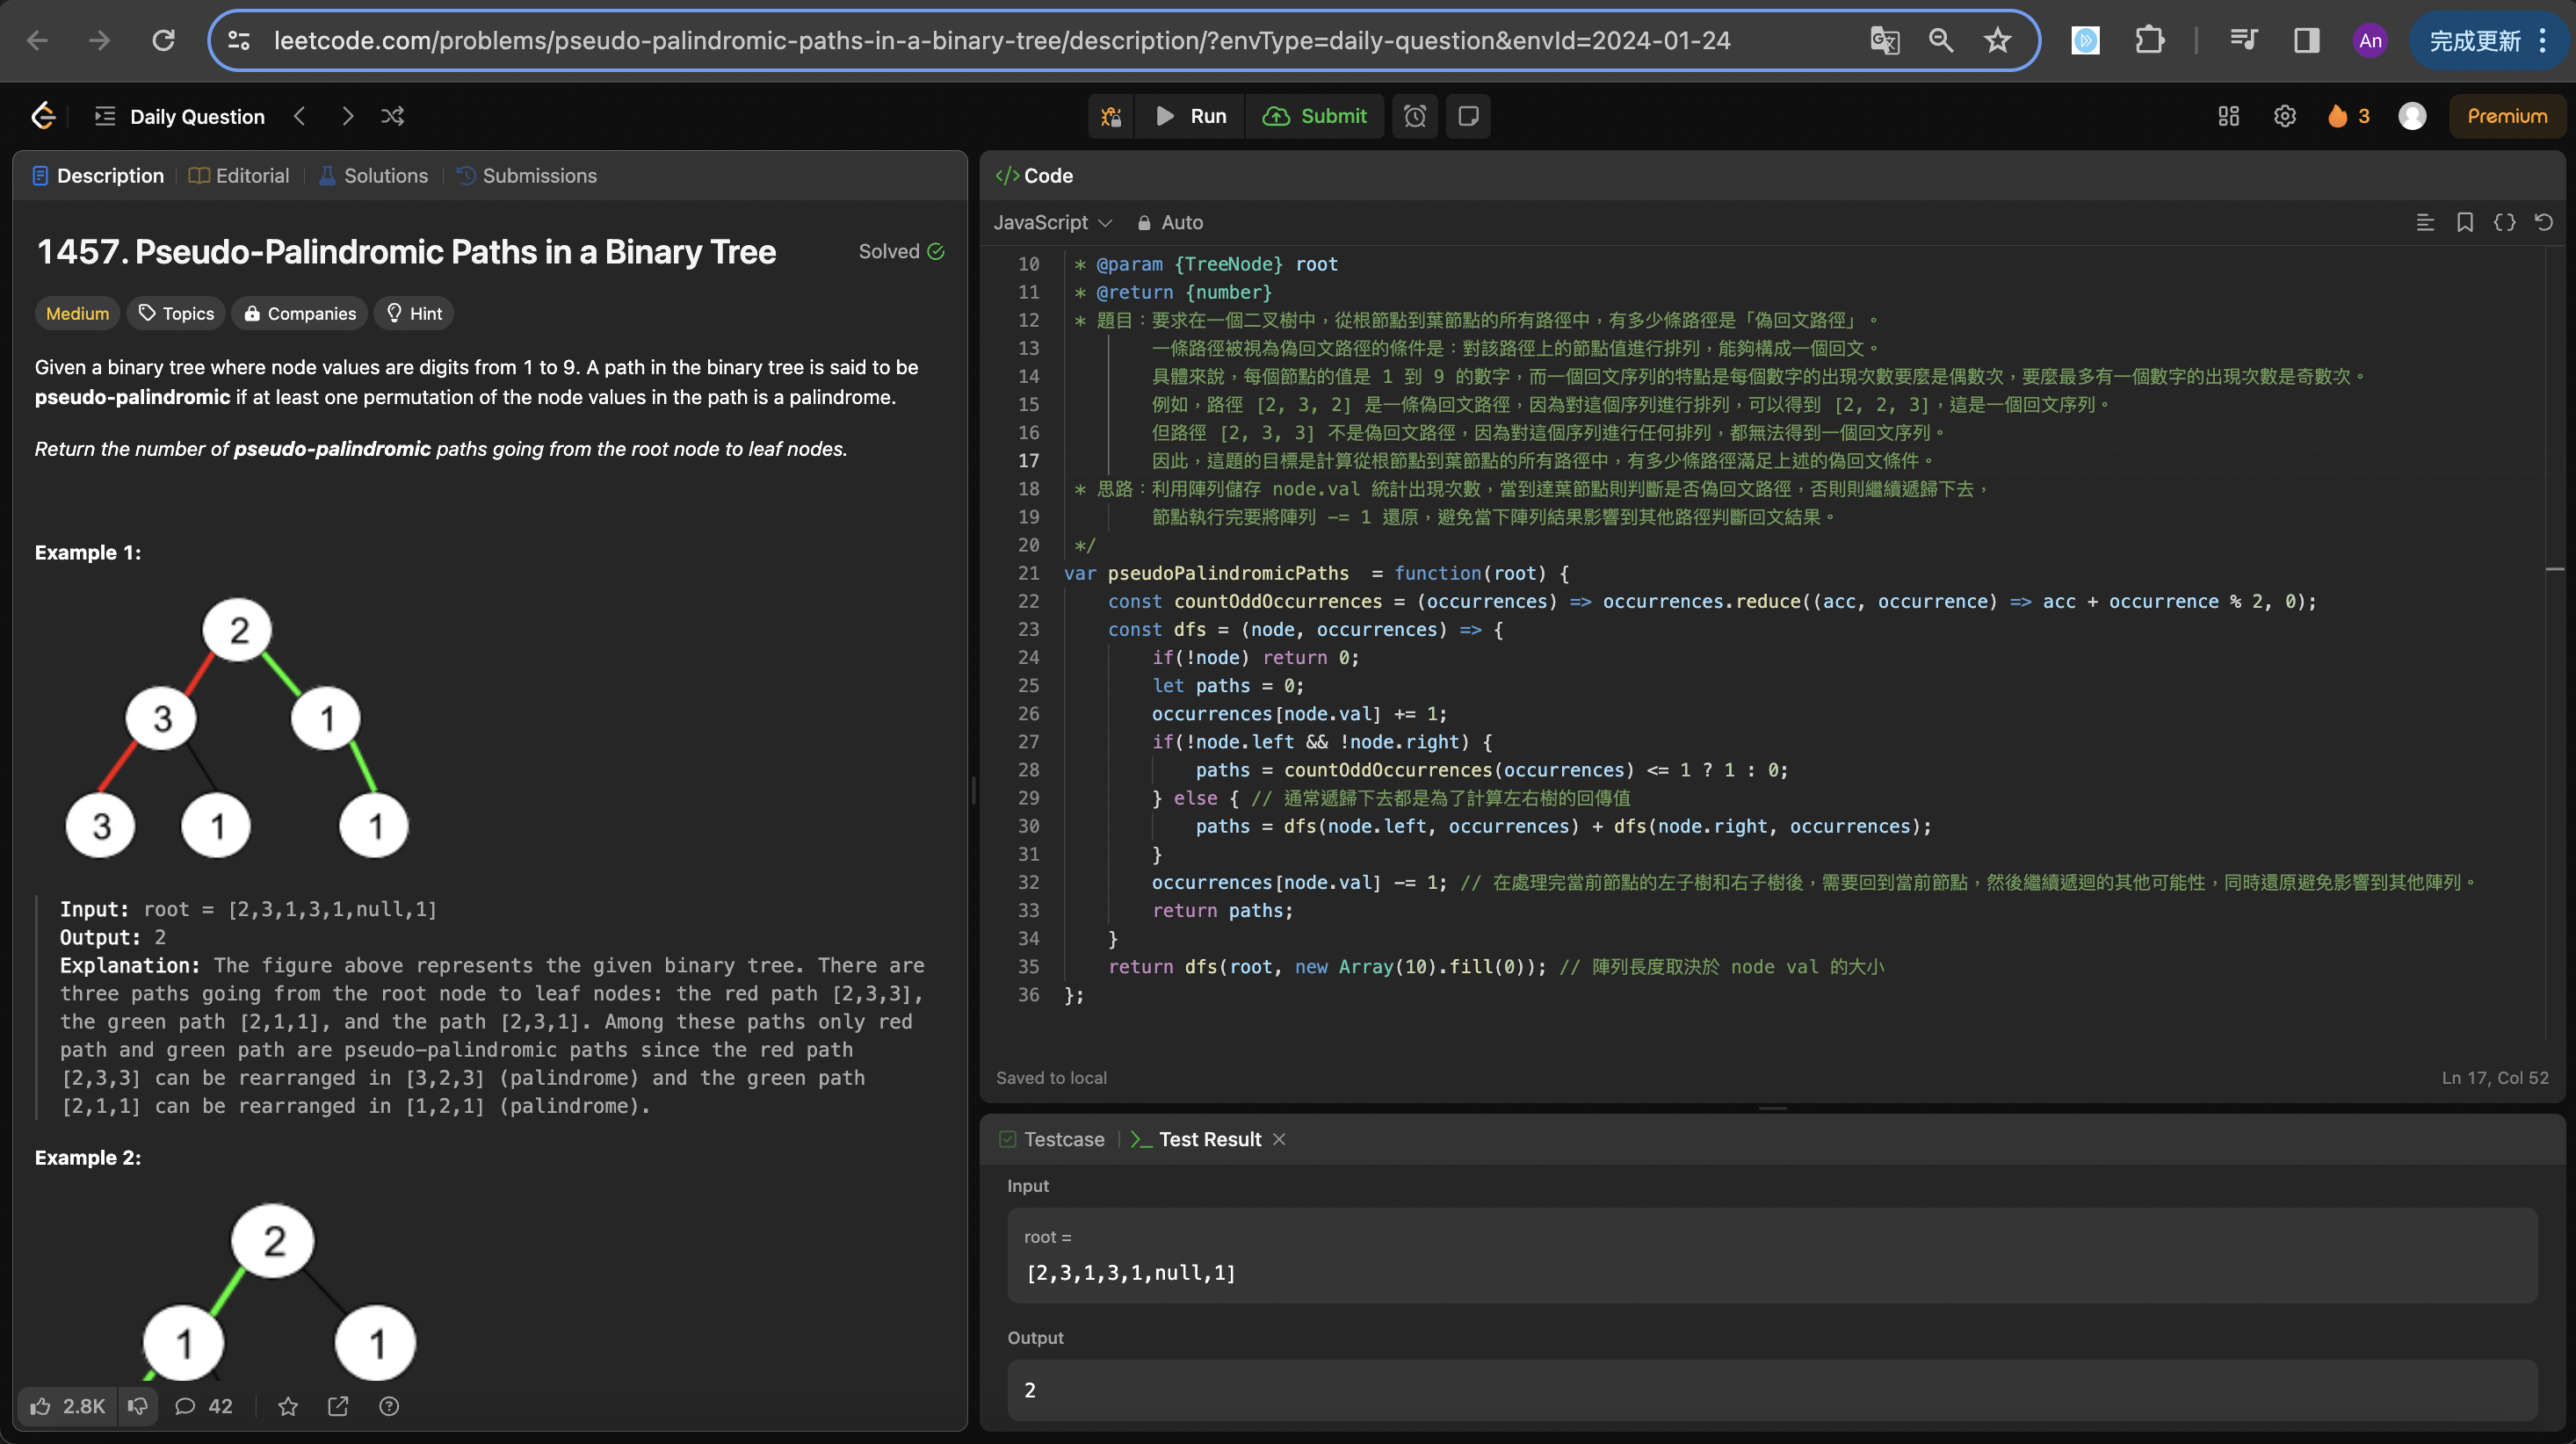 leetcode.com/problems/pseudo-palindromic-paths-in-a-binary-tree/description/?envType=daily-question&envId=2024-01-24
An
完成更新
Daily Question
Run
Submit
3
Premium
Description
Editorial
Solutions
Submissions
1457. Pseudo-Palindromic Paths in a Binary Tree
Solved
Medium
Topics
Companies
Hint
Given a binary tree where node values are digits from 1 to 9. A path in the binary tree is said to be
pseudo-palindromic if at least one permutation of the node values in the path is a palindrome.
Return the number of pseudo-palindromic paths going from the root node to leaf nodes.
Example 1:
2
3 1
3 1 1
Input: root = [2,3,1,3,1,null,1]
Output: 2
Explanation: The figure above represents the given binary tree. There are
three paths going from the root node to leaf nodes: the red path [2,3,3],
the green path [2,1,1], and the path [2,3,1]. Among these paths only red
path and green path are pseudo-palindromic paths since the red path
[2,3,3] can be rearranged in [3,2,3] (palindrome) and the green path
[2,1,1] can be rearranged in [1,2,1] (palindrome).
Example 2:
2
1 1
2.8K
42
</> Code
JavaScript
Auto
10 * @param {TreeNode} root
11 * @return {number}
12 * 題目：要求在一個二叉樹中，從根節點到葉節點的所有路徑中，有多少條路徑是「偽回文路徑」。
13 一條路徑被視為偽回文路徑的條件是：對該路徑上的節點值進行排列，能夠構成一個回文。
14 具體來說，每個節點的值是 1 到 9 的數字，而一個回文序列的特點是每個數字的出現次數要麼是偶數次，要麼最多有一個數字的出現次數是奇數次。
15 例如，路徑 [2, 3, 2] 是一條偽回文路徑，因為對這個序列進行排列，可以得到 [2, 2, 3]，這是一個回文序列。
16 但路徑 [2, 3, 3] 不是偽回文路徑，因為對這個序列進行任何排列，都無法得到一個回文序列。
17 因此，這題的目標是計算從根節點到葉節點的所有路徑中，有多少條路徑滿足上述的偽回文條件。
18 * 思路：利用陣列儲存 node.val 統計出現次數，當到達葉節點則判斷是否偽回文路徑，否則則繼續遞歸下去，
19 節點執行完要將陣列 -= 1 還原，避免當下陣列結果影響到其他路徑判斷回文結果。
20 */
21 var pseudoPalindromicPaths  = function(root) {
22 const countOddOccurrences = (occurrences) => occurrences.reduce((acc, occurrence) => acc + occurrence % 2, 0);
23 const dfs = (node, occurrences) => {
24 if(!node) return 0;
25 let paths = 0;
26 occurrences[node.val] += 1;
27 if(!node.left && !node.right) {
28 paths = countOddOccurrences(occurrences) <= 1 ? 1 : 0;
29 } else { // 通常遞歸下去都是為了計算左右樹的回傳值
30 paths = dfs(node.left, occurrences) + dfs(node.right, occurrences);
31 }
32 occurrences[node.val] -= 1; // 在處理完當前節點的左子樹和右子樹後，需要回到當前節點，然後繼續遞迴的其他可能性，同時還原避免影響到其他陣列。
33 return paths;
34 }
35 return dfs(root, new Array(10).fill(0)); // 陣列長度取決於 node val 的大小
36 };
Saved to local
Ln 17, Col 52
Testcase
Test Result
Input
root =
[2,3,1,3,1,null,1]
Output
2